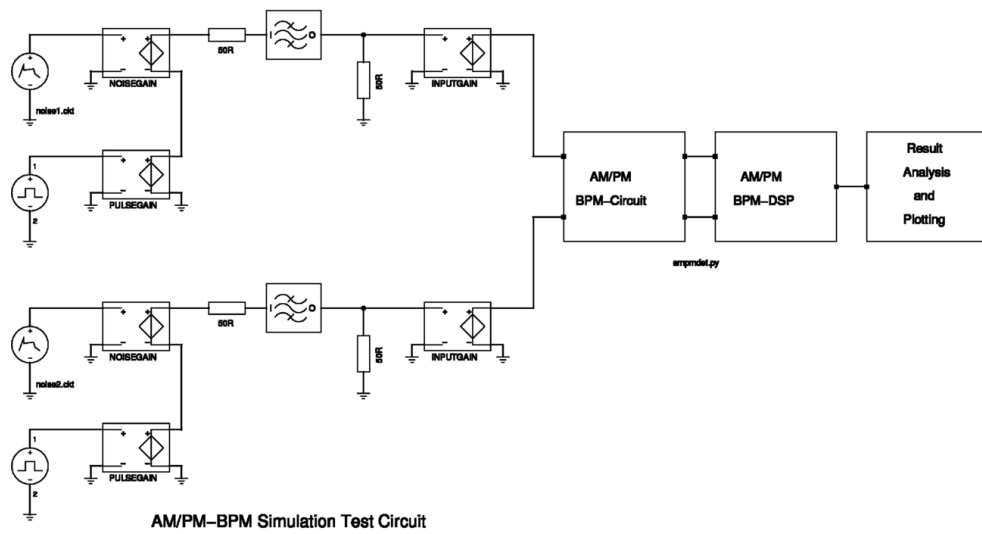 50R
I
O
50R
+
-
+
-
NOISEGAIN
+
-
+
-
INPUTGAIN
+
-
noise1.ckt
1
2
+
-
+
-
PULSEGAIN
AM/PM
BPM-Circuit
AM/PM
BPM-DSP
Result
Analysis
and
Plotting
ampmdet.py
50R
I
O
50R
+
-
+
-
NOISEGAIN
+
-
+
-
INPUTGAIN
+
-
noise2.ckt
1
2
+
-
+
-
PULSEGAIN
AM/PM-BPM Simulation Test Circuit